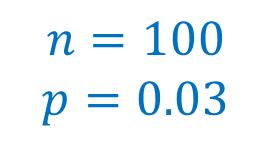 n = 100
p = 0.03